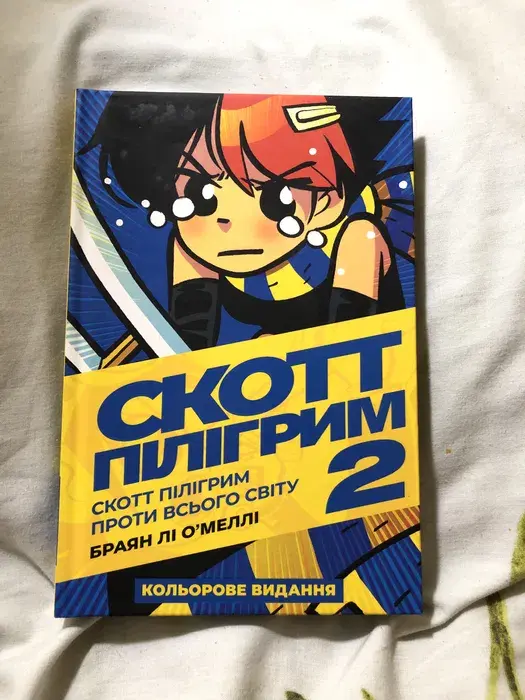 СКОТТ
ПІЛІГРИМ
2
СКОТТ ПІЛІГРИМ
ПРОТИ ВСЬОГО СВІТУ
БРАЯН ЛІ О’МЕЛЛІ
КОЛЬОРОВЕ ВИДАННЯ